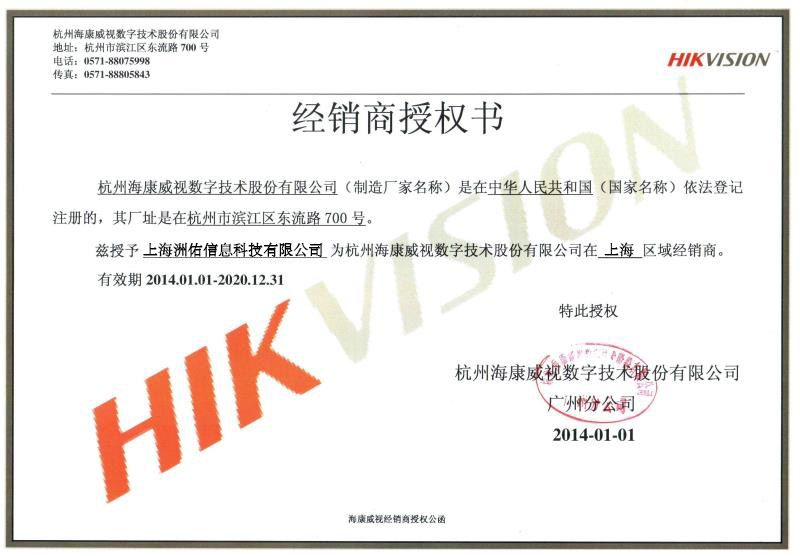 杭州海康威视数字技术股份有限公司
地址：杭州市滨江区东流路 700 号
电话：0571-88075998
传真：0571-88805843
HIKVISION
经销商授权书
杭州海康威视数字技术股份有限公司（制造厂家名称）是在中华人民共和国（国家名称）依法登记
注册的，其厂址是在杭州市滨江区东流路 700 号。
兹授予 上海洲佑信息科技有限公司 为杭州海康威视数字技术股份有限公司在 上海 区域经销商。
有效期 2014.01.01-2020.12.31
特此授权
杭州海康威视数字技术股份有限公司
广州分公司
2014-01-01
HIKVISION
海康威视经销商授权公函